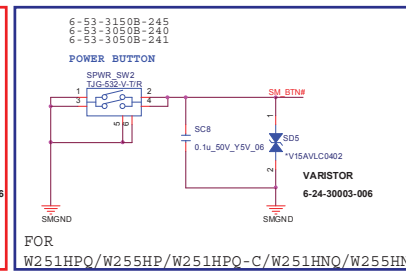 6-53-3150B-245
6-53-3050B-240
6-53-3050B-241
POWER BUTTON
SPWR_SW2
TJG-532-V-T/R
1 2
3 4
5 6
SM_BTN#
SC8
0.1u_50V_Y5V_06
1
SD5
*V15AVLC0402
2
VARISTOR
6-24-30003-006
SMGND
SMGND
FOR
W251HPQ/W255HP/W251HPQ-C/W251HNQ/W255HN